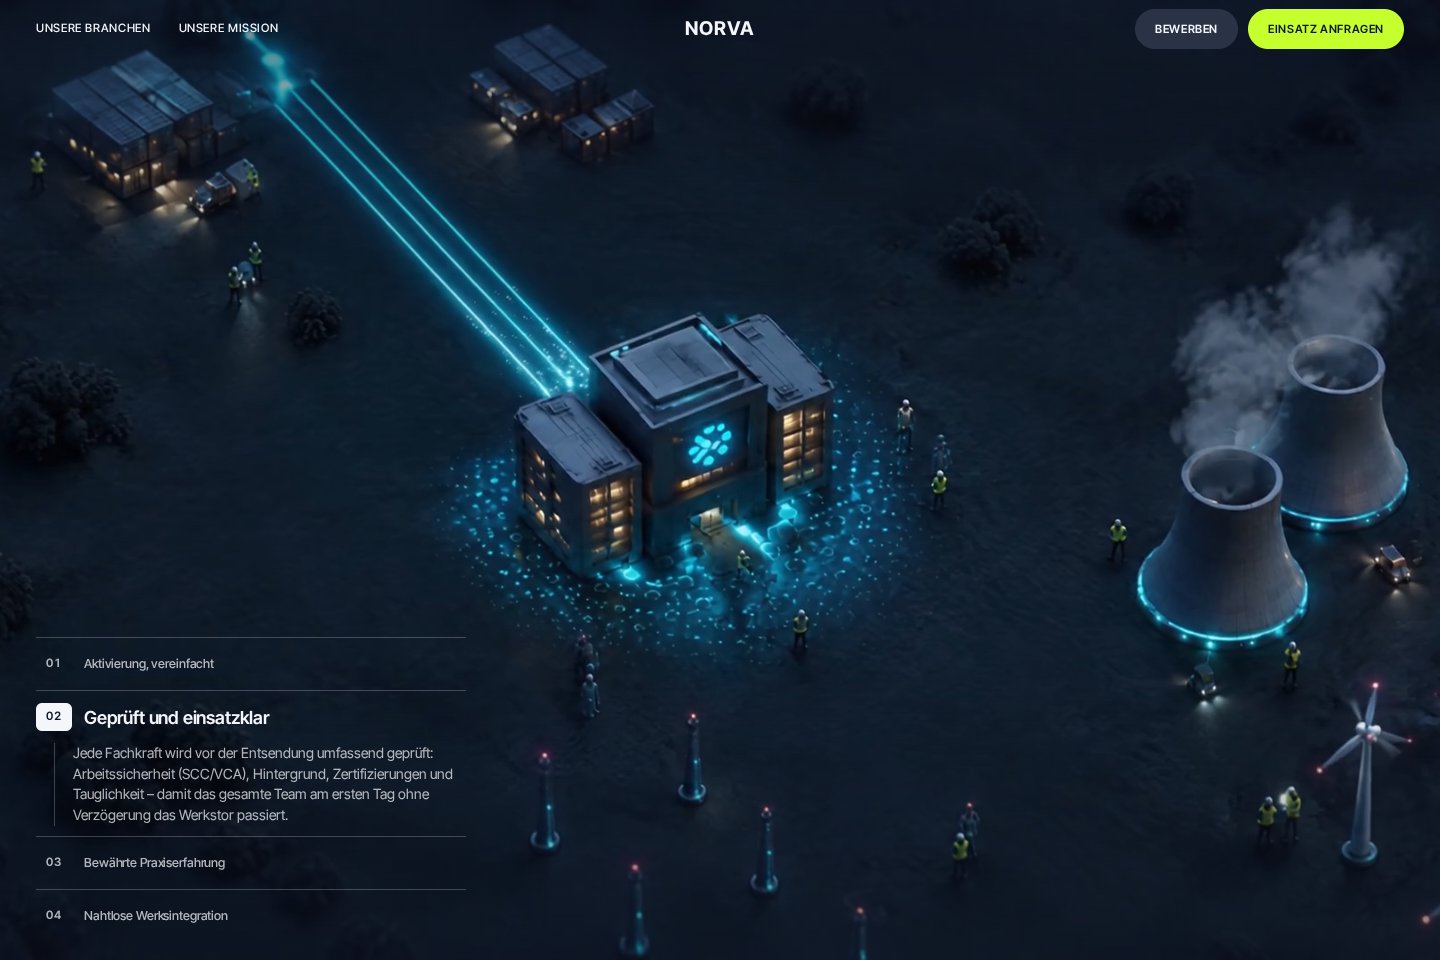 UNSERE BRANCHEN
UNSERE MISSION
NORVA
BEWERBEN
EINSATZ ANFRAGEN
01 Aktivierung, vereinfacht
02 Geprüft und einsatzklar
Jede Fachkraft wird vor der Entsendung umfassend geprüft:
Arbeitssicherheit (SCC/VCA), Hintergrund, Zertifizierungen und
Tauglichkeit – damit das gesamte Team am ersten Tag ohne
Verzögerung das Werkstor passiert.
03 Bewährte Praxiserfahrung
04 Nahtlose Werksintegration